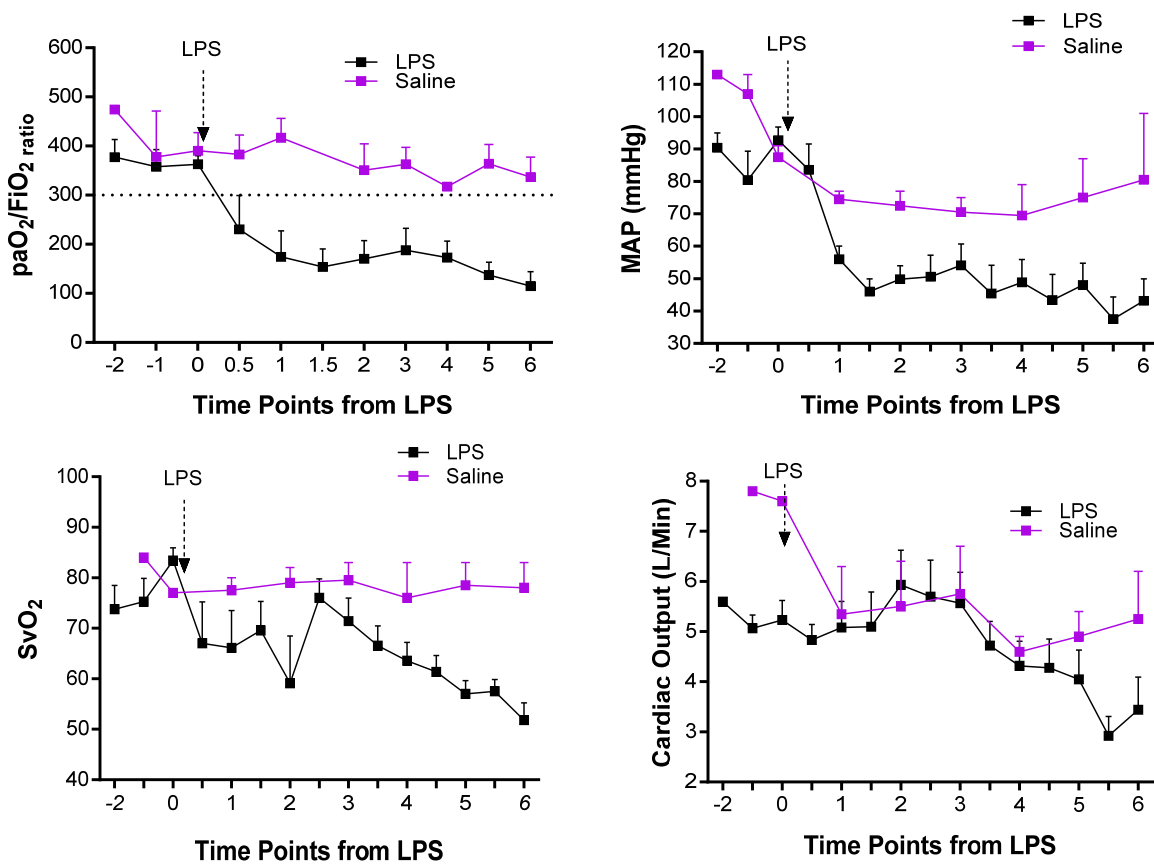 LPS
LPS
Saline
600
500
400
300
200
100
0
paO2/FiO2 ratio
-2 -1 0 0.5 1 1.5 2 3 4 5 6
Time Points from LPS
LPS
LPS
Saline
120
110
100
90
80
70
60
50
40
30
MAP (mmHg)
-2 0 1 2 3 4 5 6
Time Points from LPS
LPS
LPS
Saline
100
90
80
70
60
50
40
SvO2
-2 0 1 2 3 4 5 6
Time Points from LPS
LPS
LPS
Saline
8
7
6
5
4
3
2
Cardiac Output (L/Min)
-2 0 1 2 3 4 5 6
Time Points from LPS